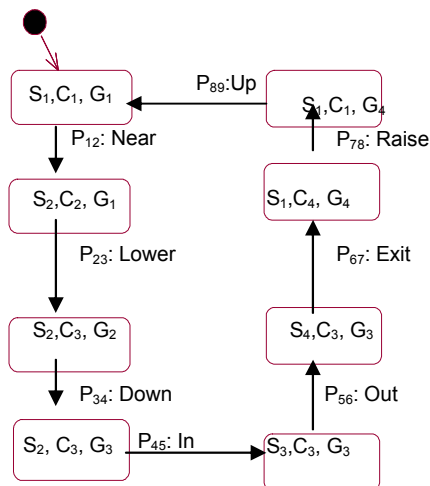 P₈₉:Up
S₁,C₁, G₁
S₁,C₁, G₄
P₁₂: Near
P₇₈: Raise
S₂,C₂, G₁
S₁,C₄, G₄
P₂₃: Lower
P₆₇: Exit
S₂,C₃, G₂
S₄,C₃, G₃
P₃₄: Down
P₅₆: Out
S₂, C₃, G₃
P₄₅: In
S₃,C₃, G₃